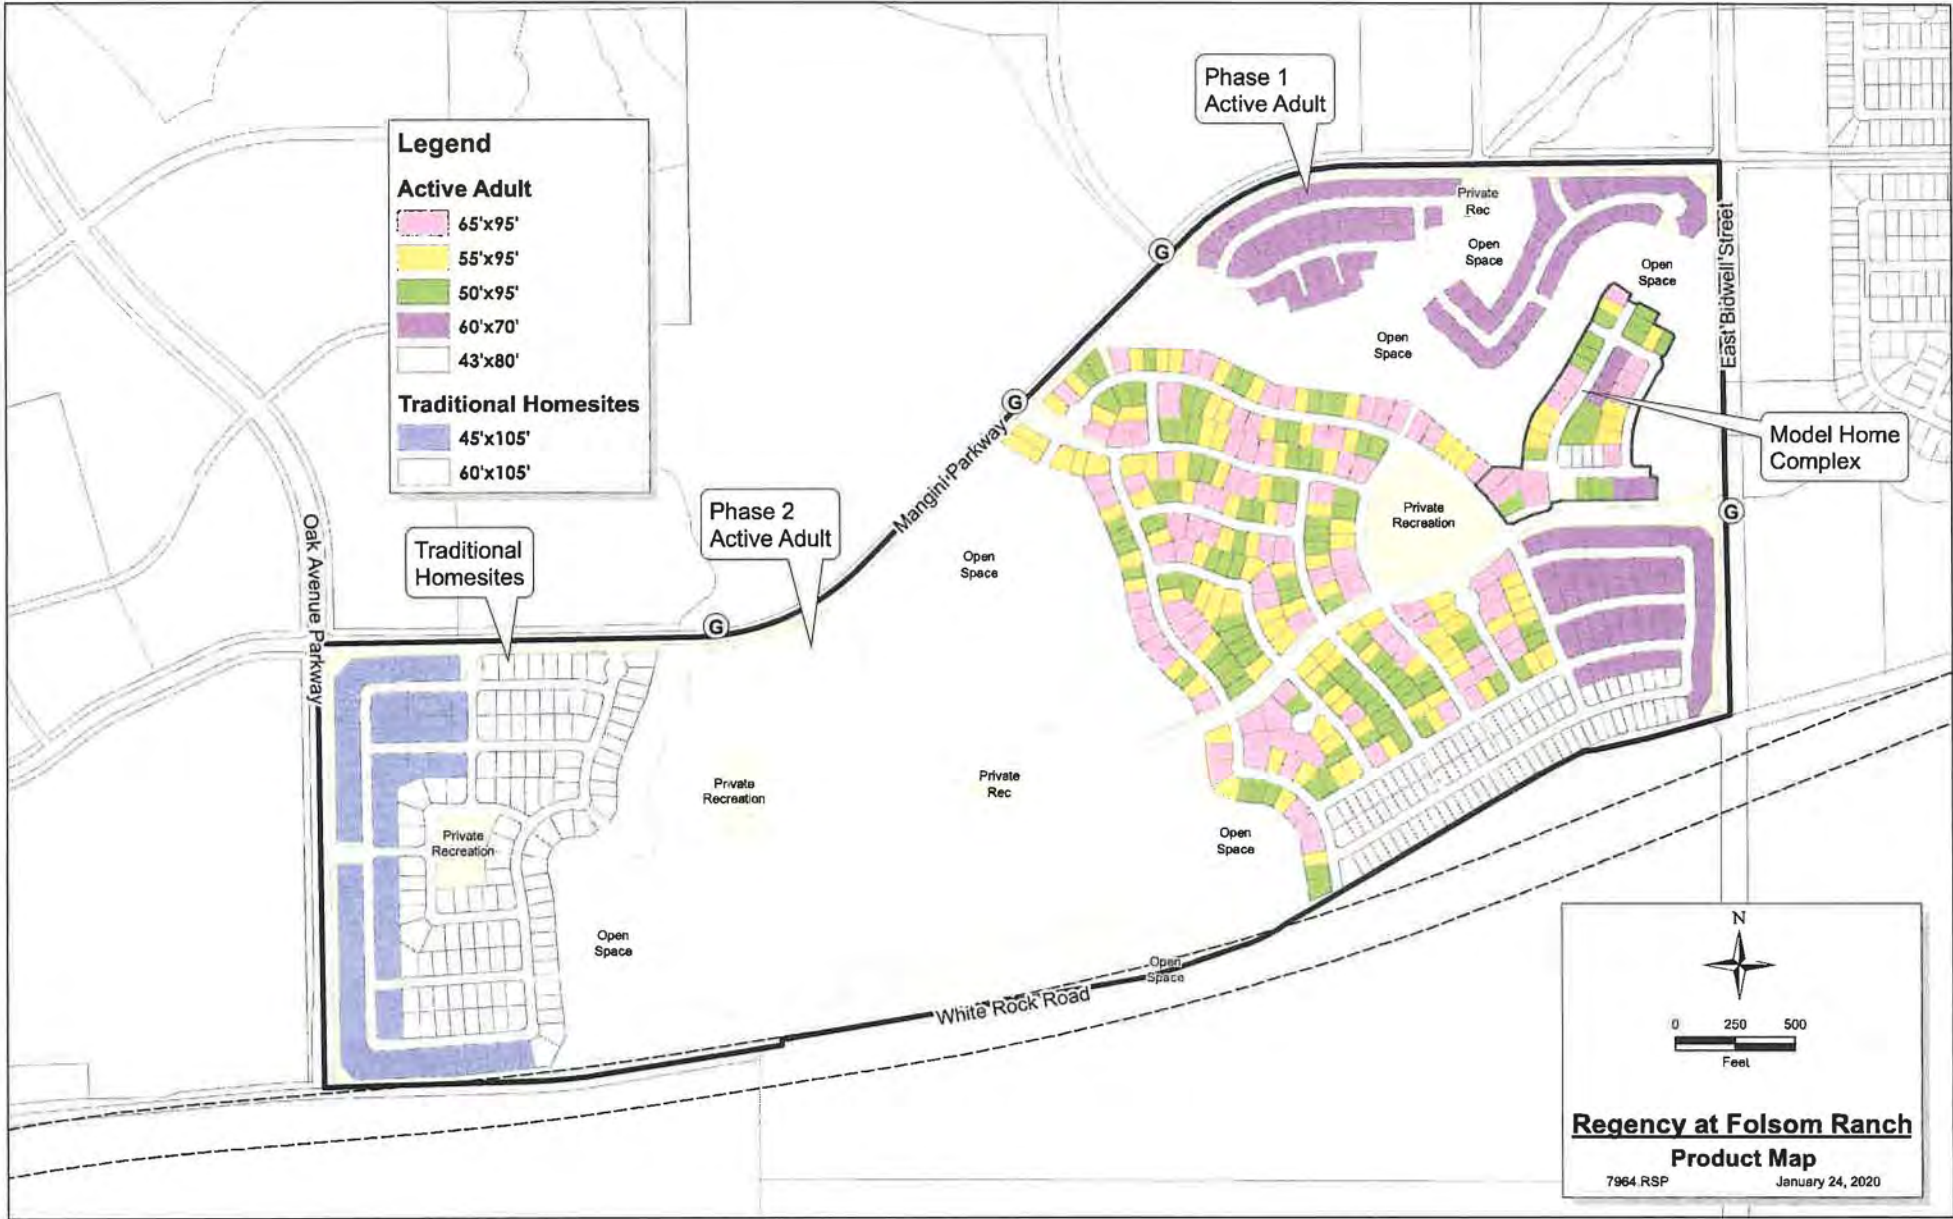 Phase 1
Active Adult
Legend
Active Adult
65'x95'
55'x95'
50'x95'
60'x70'
43'x80'
Traditional Homesites
45'x105'
60'x105'
Private
Rec
Open
Space
Open
Space
Open
Space
G
East Bidwell Street
G
Mangini Parkway
Model Home
Complex
Private
Recreation
G
Phase 2
Active Adult
Oak Avenue Parkway
Traditional
Homesites
Open
Space
G
Private
Recreation
Private
Rec
Private
Recreation
Open
Space
Open
Space
Open
Space
White Rock Road
N
0 250 500
Feet
Regency at Folsom Ranch
Product Map
7964.RSP January 24, 2020